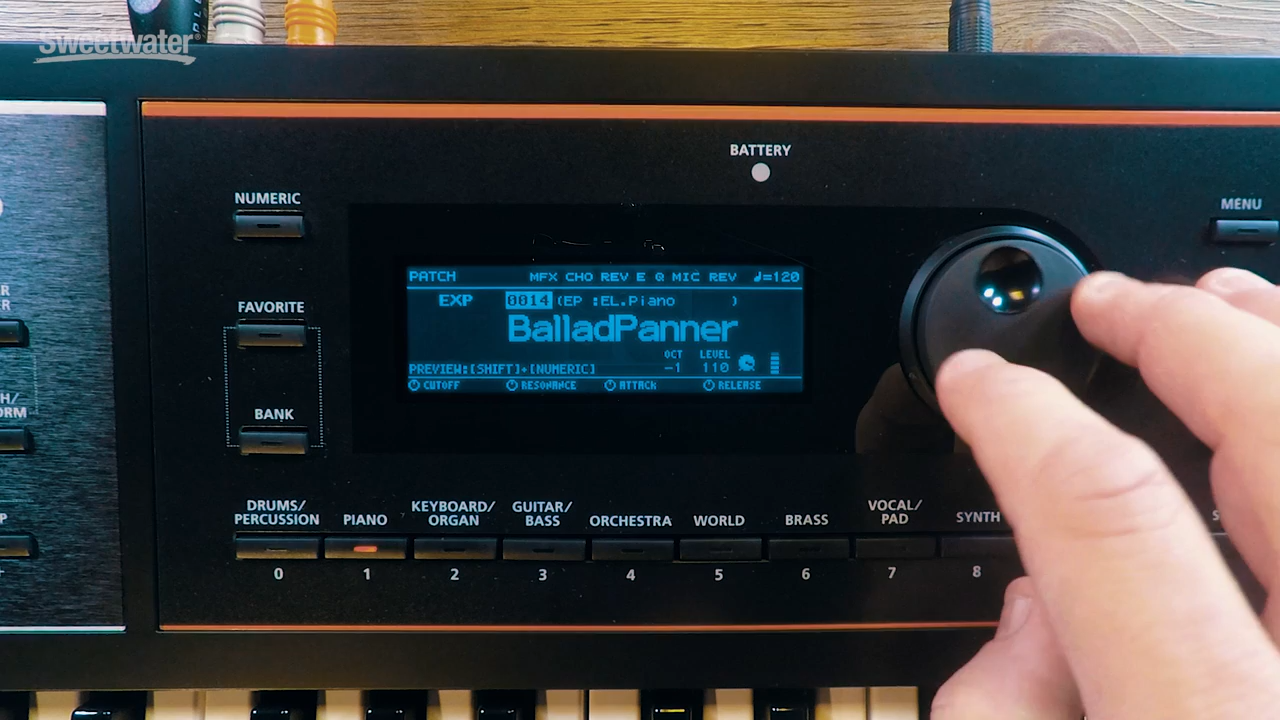 Sweetwater
BATTERY
NUMERIC
MENU
PATCH MFX CHO REV E Q MIC REV ♩=120
EXP 0014 (EP :EL.Piano )
BalladPanner
FAVORITE
OCT LEVEL
PREVIEW:[SHIFT]+[NUMERIC] -1 110
CUTOFF RESONANCE ATTACK RELEASE
BANK
DRUMS/
PERCUSSION
PIANO
KEYBOARD/
ORGAN
GUITAR/
BASS
ORCHESTRA
WORLD
BRASS
VOCAL/
PAD
SYNTH
0 1 2 3 4 5 6 7 8